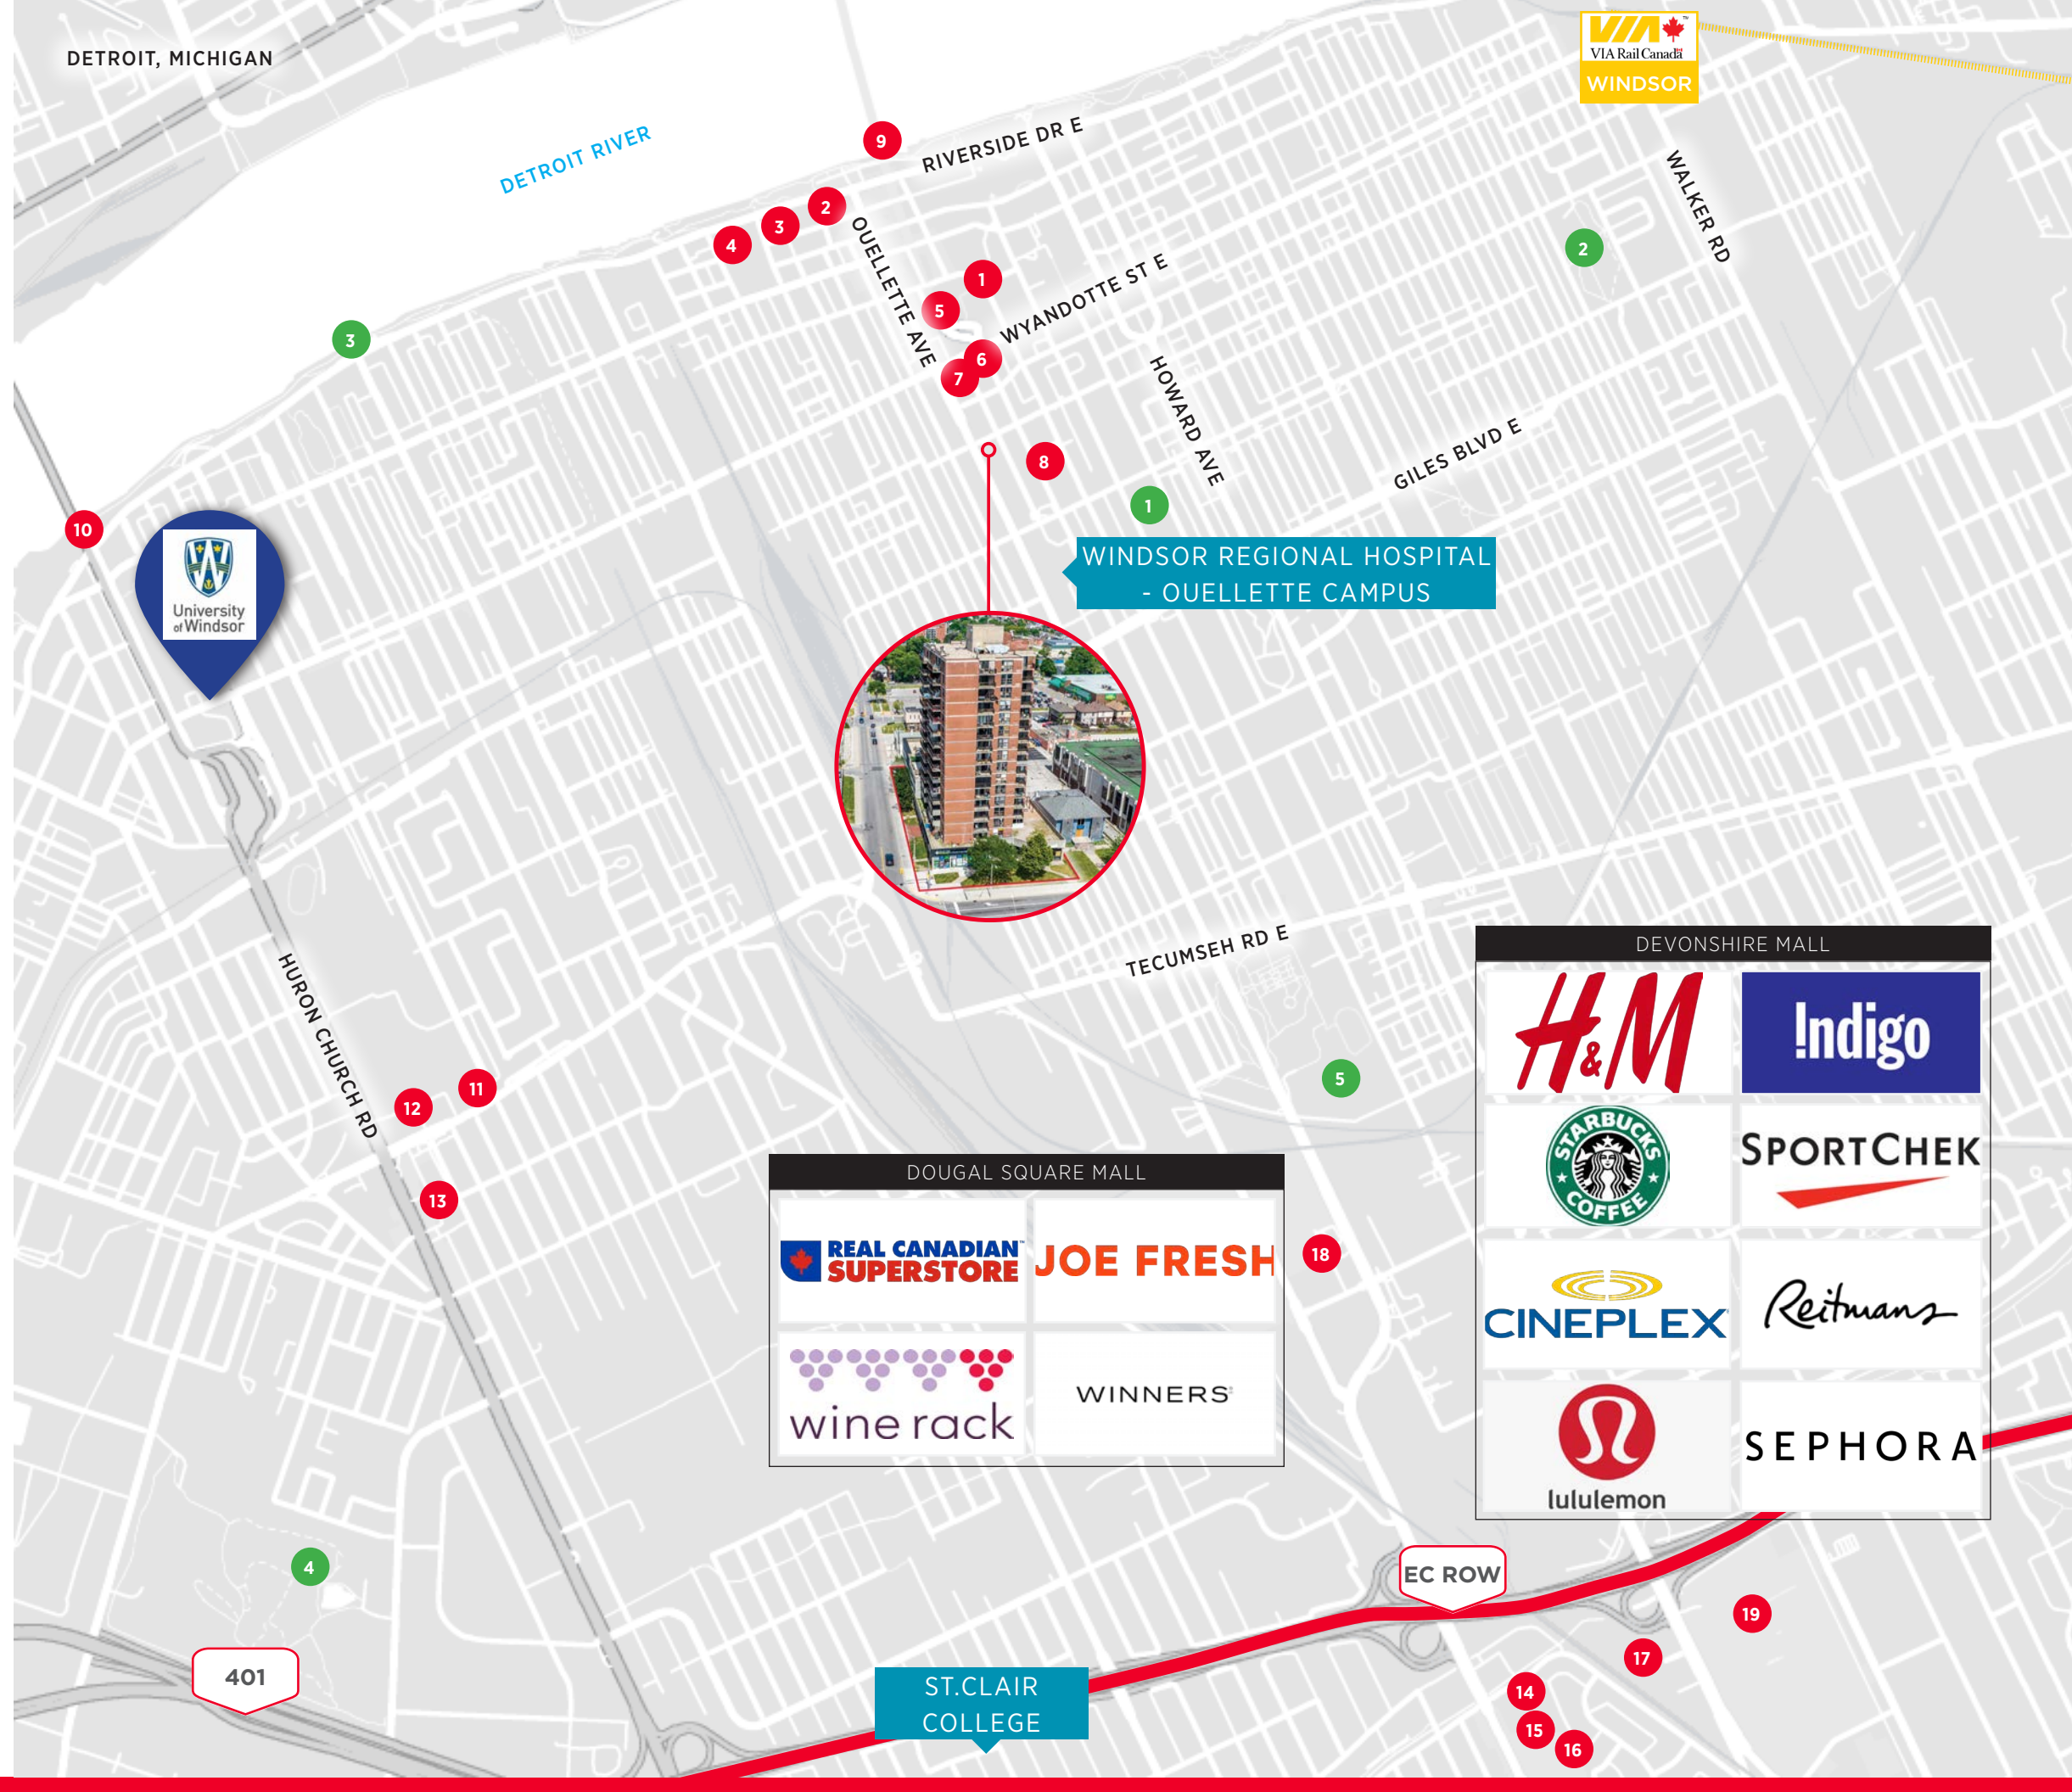 DETROIT, MICHIGAN
VIA
VIA Rail Canada
WINDSOR
DETROIT RIVER
9
RIVERSIDE DR E
WALKER RD
2
3
4
OUELLETTE AVE
2
1
5
WYANDOTTE ST E
3
6
7
HOWARD AVE
GILES BLVD E
8
1
10
University
of Windsor
WINDSOR REGIONAL HOSPITAL
- OUELLETTE CAMPUS
TECUMSEH RD E
HURON CHURCH RD
DEVONSHIRE MALL
H&M
!ndigo
STARBUCKS
COFFEE
SPORTCHEK
CINEPLEX
Reitmans
lululemon
SEPHORA
5
11
12
13
DOUGAL SQUARE MALL
REAL CANADIAN
SUPERSTORE
JOE FRESH
wine rack
WINNERS
18
4
EC ROW
19
17
401
14
15
16
ST.CLAIR
COLLEGE